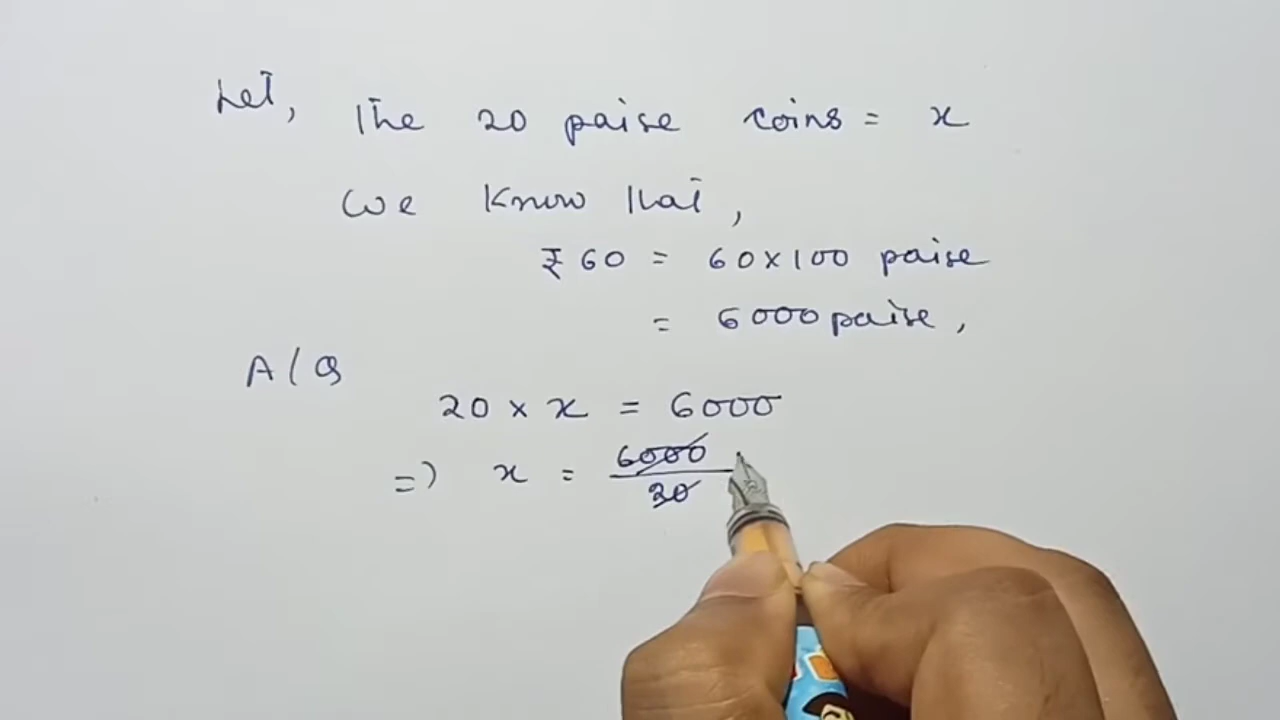 Let, The 20 paise coins = x
We know that,
₹60 = 60×100 paise
= 6000 paise,
A/Q
20 × x = 6000
=> x = 6000/20